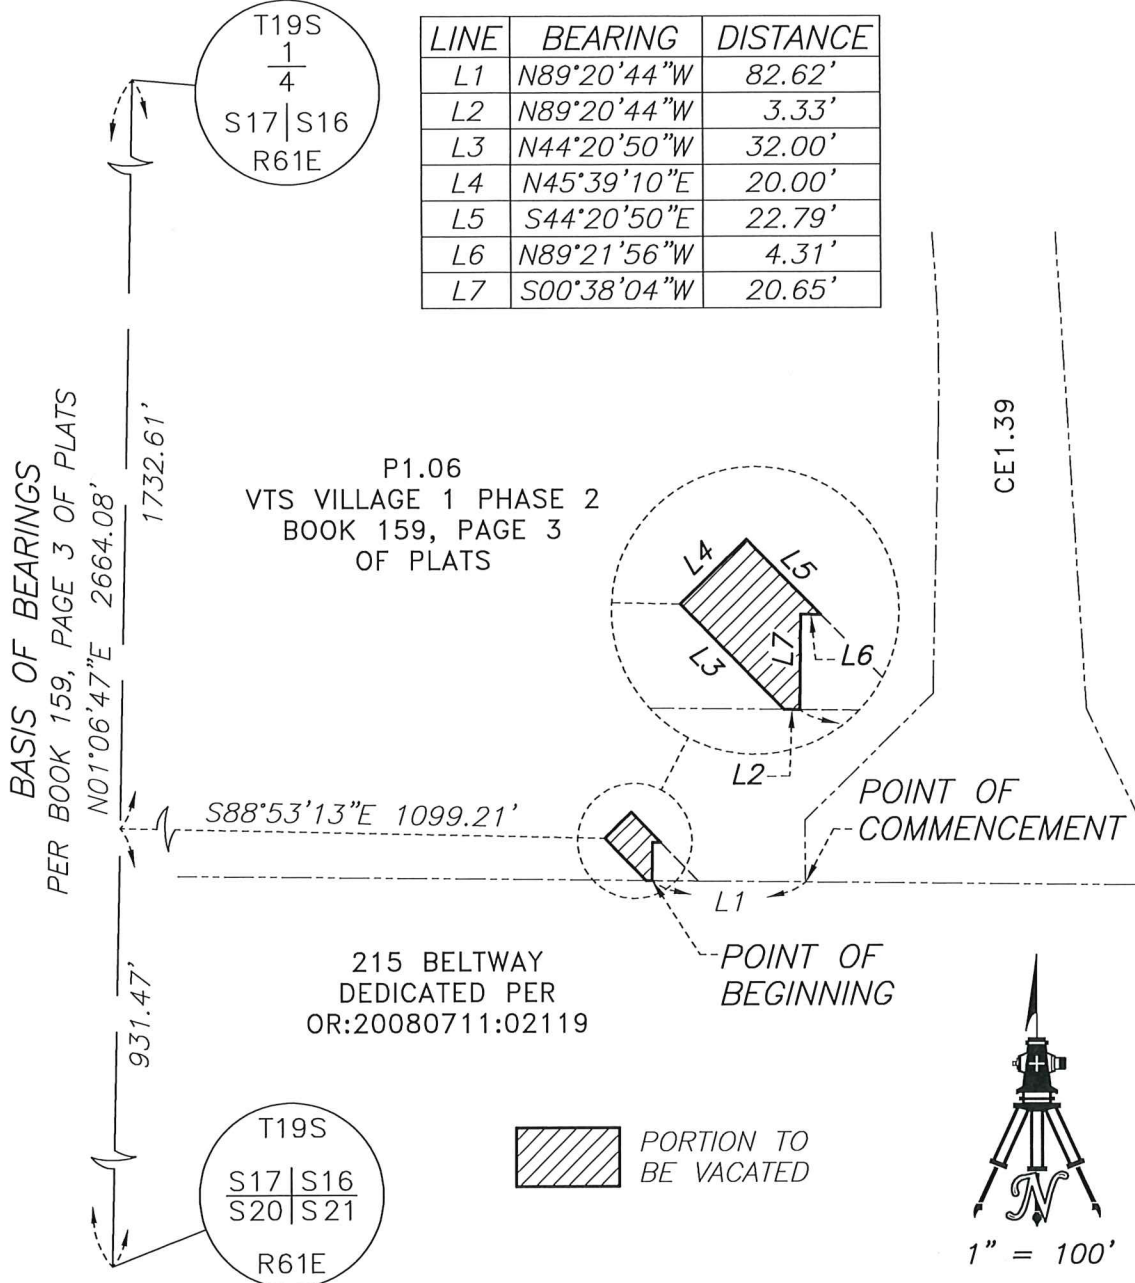 T19S
1
4
S17|S16
R61E
LINE BEARING DISTANCE
L1 N89°20'44"W 82.62'
L2 N89°20'44"W 3.33'
L3 N44°20'50"W 32.00'
L4 N45°39'10"E 20.00'
L5 S44°20'50"E 22.79'
L6 N89°21'56"W 4.31'
L7 S00°38'04"W 20.65'
BASIS OF BEARINGS
PER BOOK 159, PAGE 3 OF PLATS
N01°06'47"E 2664.08'
1732.61'
P1.06
VTS VILLAGE 1 PHASE 2
BOOK 159, PAGE 3
OF PLATS
CE1.39
L4
L5
L3
L7
L6
L2
S88°53'13"E 1099.21'
POINT OF
COMMENCEMENT
L1
POINT OF
BEGINNING
931.47'
215 BELTWAY
DEDICATED PER
OR:20080711:02119
T19S
S17|S16
S20|S21
R61E
PORTION TO
BE VACATED
N
1" = 100'